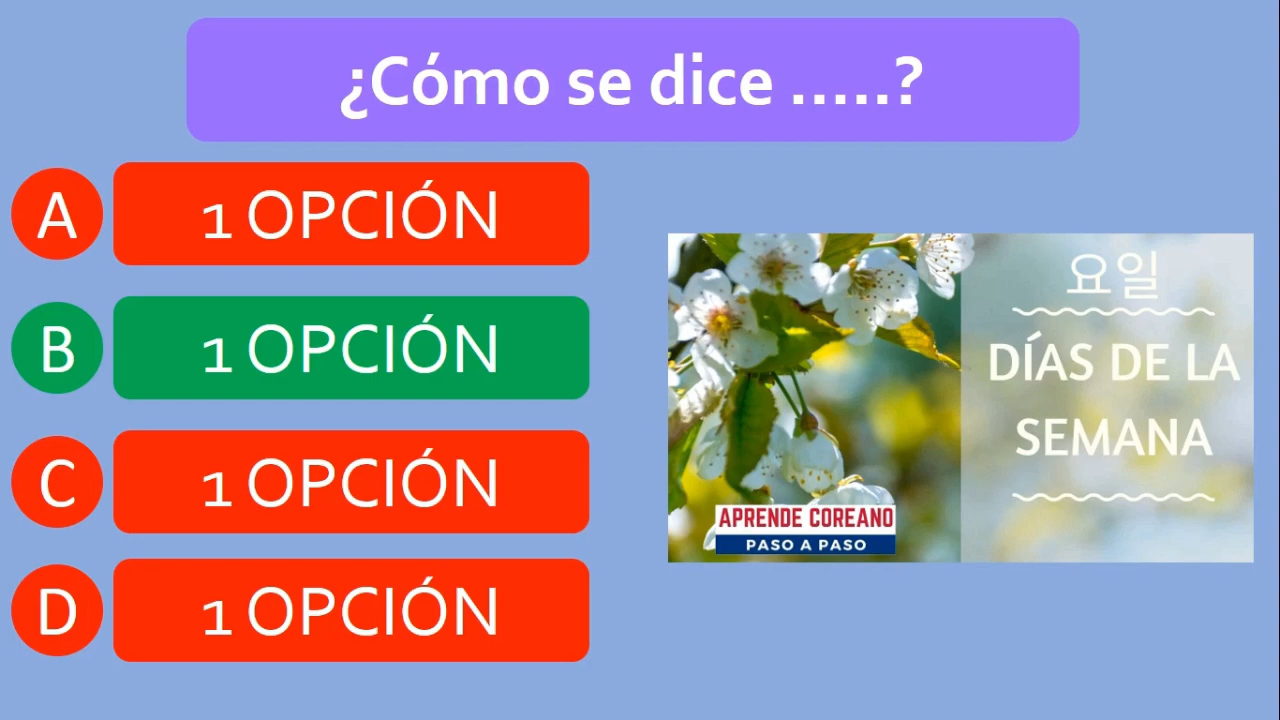 ¿Cómo se dice .....?
A 1 OPCIÓN
B 1 OPCIÓN
C 1 OPCIÓN
D 1 OPCIÓN
요일
DÍAS DE LA
SEMANA
APRENDE COREANO
PASO A PASO